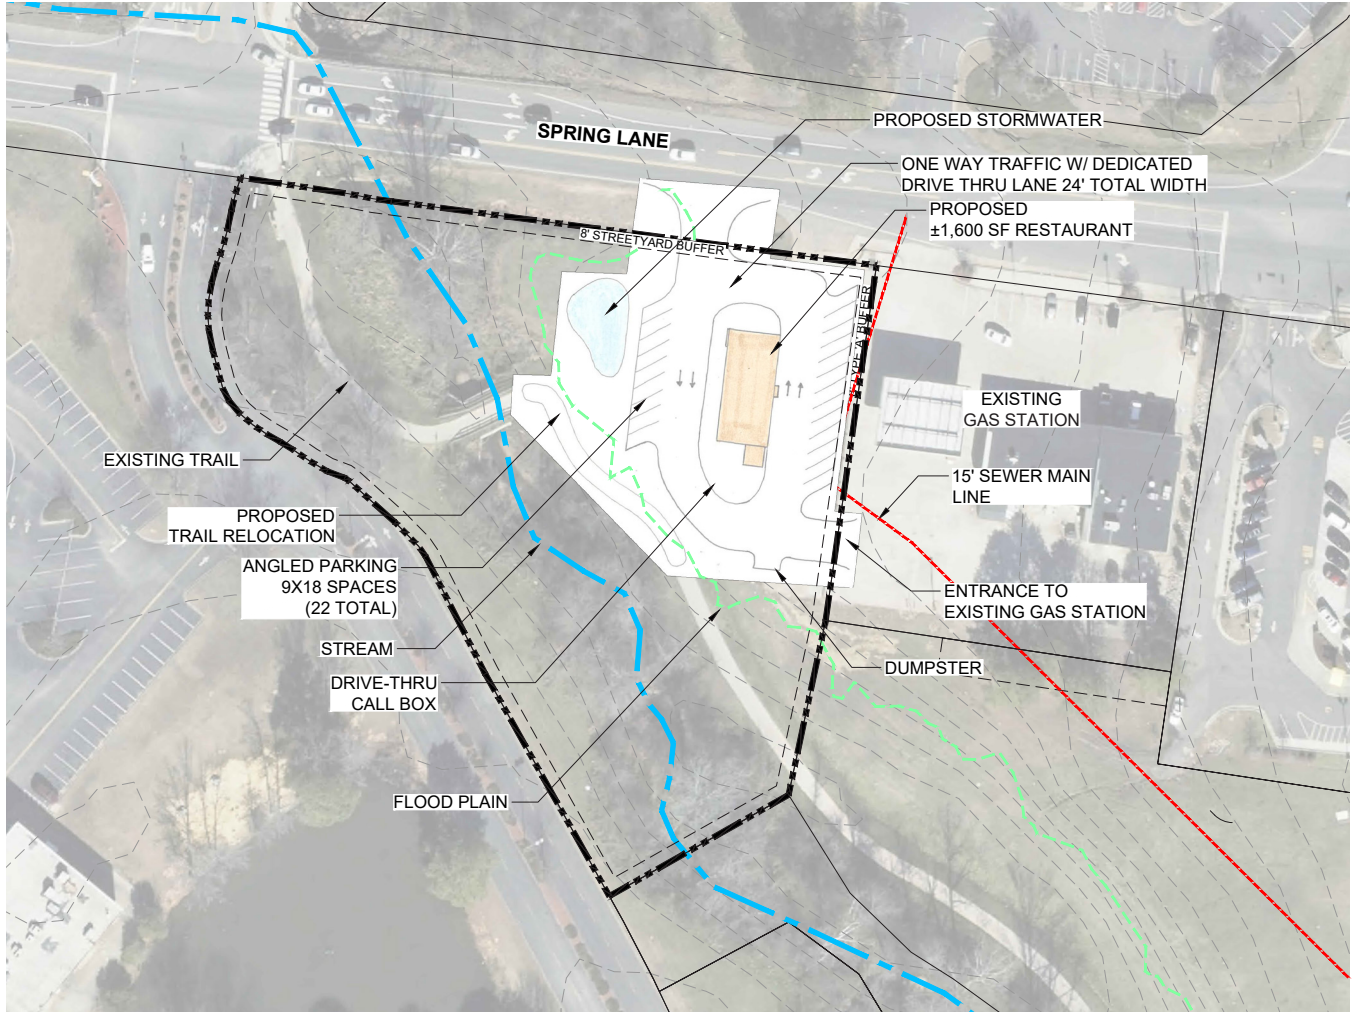 SPRING LANE
PROPOSED STORMWATER
ONE WAY TRAFFIC W/ DEDICATED
DRIVE THRU LANE 24' TOTAL WIDTH
PROPOSED
±1,600 SF RESTAURANT
8' STREETYARD BUFFER
TYPE 'A' BUFFER
EXISTING
GAS STATION
EXISTING TRAIL
15' SEWER MAIN
LINE
PROPOSED
TRAIL RELOCATION
ANGLED PARKING
9X18 SPACES
(22 TOTAL)
ENTRANCE TO
EXISTING GAS STATION
STREAM
DUMPSTER
DRIVE-THRU
CALL BOX
FLOOD PLAIN